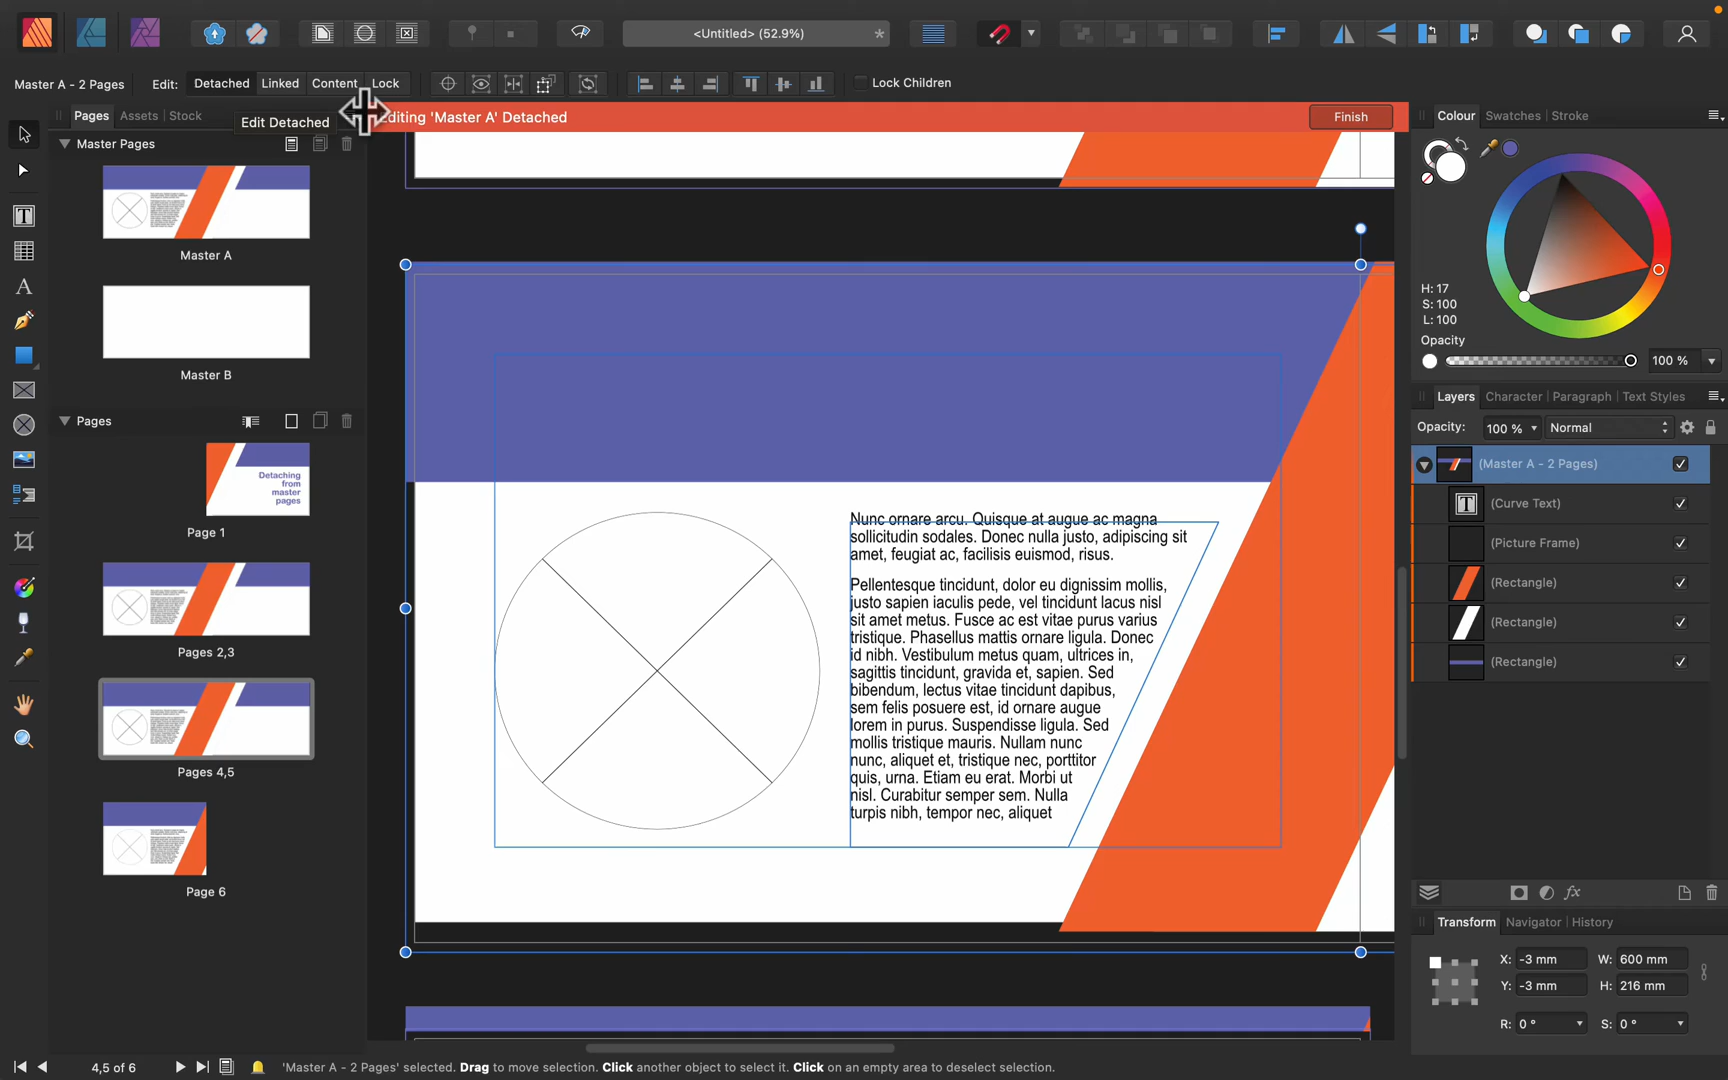 <Untitled> (52.9%)
*
Master A - 2 Pages
Edit:
Detached
Linked
Content
Lock
Lock Children
Pages
Assets
Stock
Edit Detached
Editing 'Master A' Detached
Finish
Master Pages
Master A
Master B
Pages
Detaching
from
master
pages
Page 1
Pages 2,3
Pages 4,5
Page 6
Nunc ornare arcu. Quisque at augue ac magna
sollicitudin sodales. Donec nulla justo, adipiscing sit
amet, feugiat ac, facilisis euismod, risus.
Pellentesque tincidunt, dolor eu dignissim mollis,
justo sapien iaculis pede, vel tincidunt lacus nisl
sit amet metus. Fusce ac est vitae purus varius
tristique. Phasellus mattis ornare ligula. Donec
id nibh. Vestibulum metus quam, ultrices in,
sagittis tincidunt, gravida et, sapien. Sed
bibendum, lectus vitae tincidunt dapibus,
sem felis posuere est, id ornare augue
lorem in purus. Suspendisse ligula. Sed
mollis tristique mauris. Nullam nunc
nunc, aliquet et, tristique nec, porttitor
quis, urna. Etiam eu erat. Morbi ut
nisl. Curabitur semper sem. Nulla
turpis nibh, tempor nec, aliquet
Colour
Swatches
Stroke
H: 17
S: 100
L: 100
Opacity
100 %
Layers
Character
Paragraph
Text Styles
Opacity:
100 %
Normal
(Master A - 2 Pages)
(Curve Text)
(Picture Frame)
(Rectangle)
(Rectangle)
(Rectangle)
fx
Transform
Navigator
History
X: -3 mm
W: 600 mm
Y: -3 mm
H: 216 mm
R: 0 °
S: 0 °
4,5 of 6
'Master A - 2 Pages' selected. Drag to move selection. Click another object to select it. Click on an empty area to deselect selection.